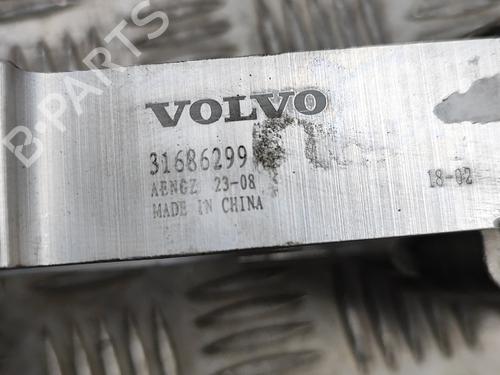 VOLVO
31686299
AENGZ 23-08
18-02
MADE IN CHINA
B-PARTS